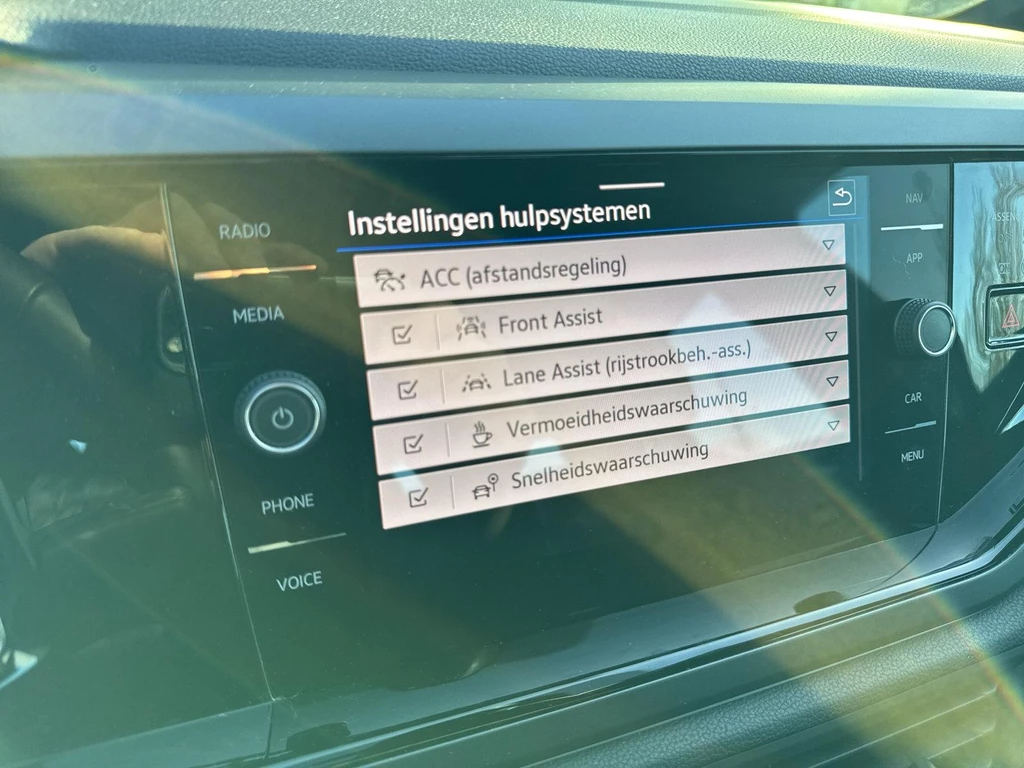 RADIO
MEDIA
PHONE
VOICE
Instellingen hulpsystemen
ACC (afstandsregeling)
Front Assist
Lane Assist (rijstrookbeh.-ass.)
Vermoeidheidswaarschuwing
Snelheidswaarschuwing
NAV
APP
CAR
MENU